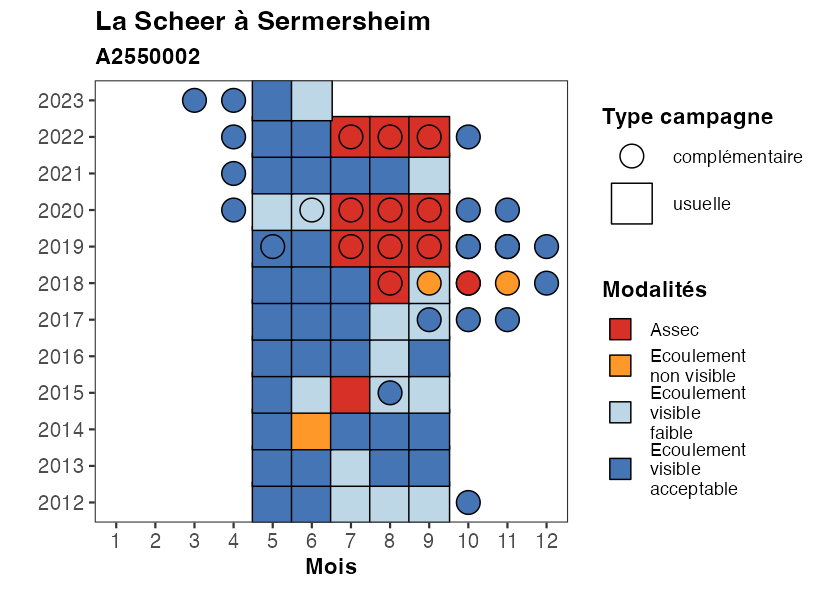 La Scheer à Sermersheim
A2550002
2023
2022
2021
2020
2019
2018
2017
2016
2015
2014
2013
2012
1 2 3 4 5 6 7 8 9 10 11 12
Mois
Type campagne
complémentaire
usuelle
Modalités
Assec
Ecoulement
non visible
Ecoulement
visible
faible
Ecoulement
visible
acceptable